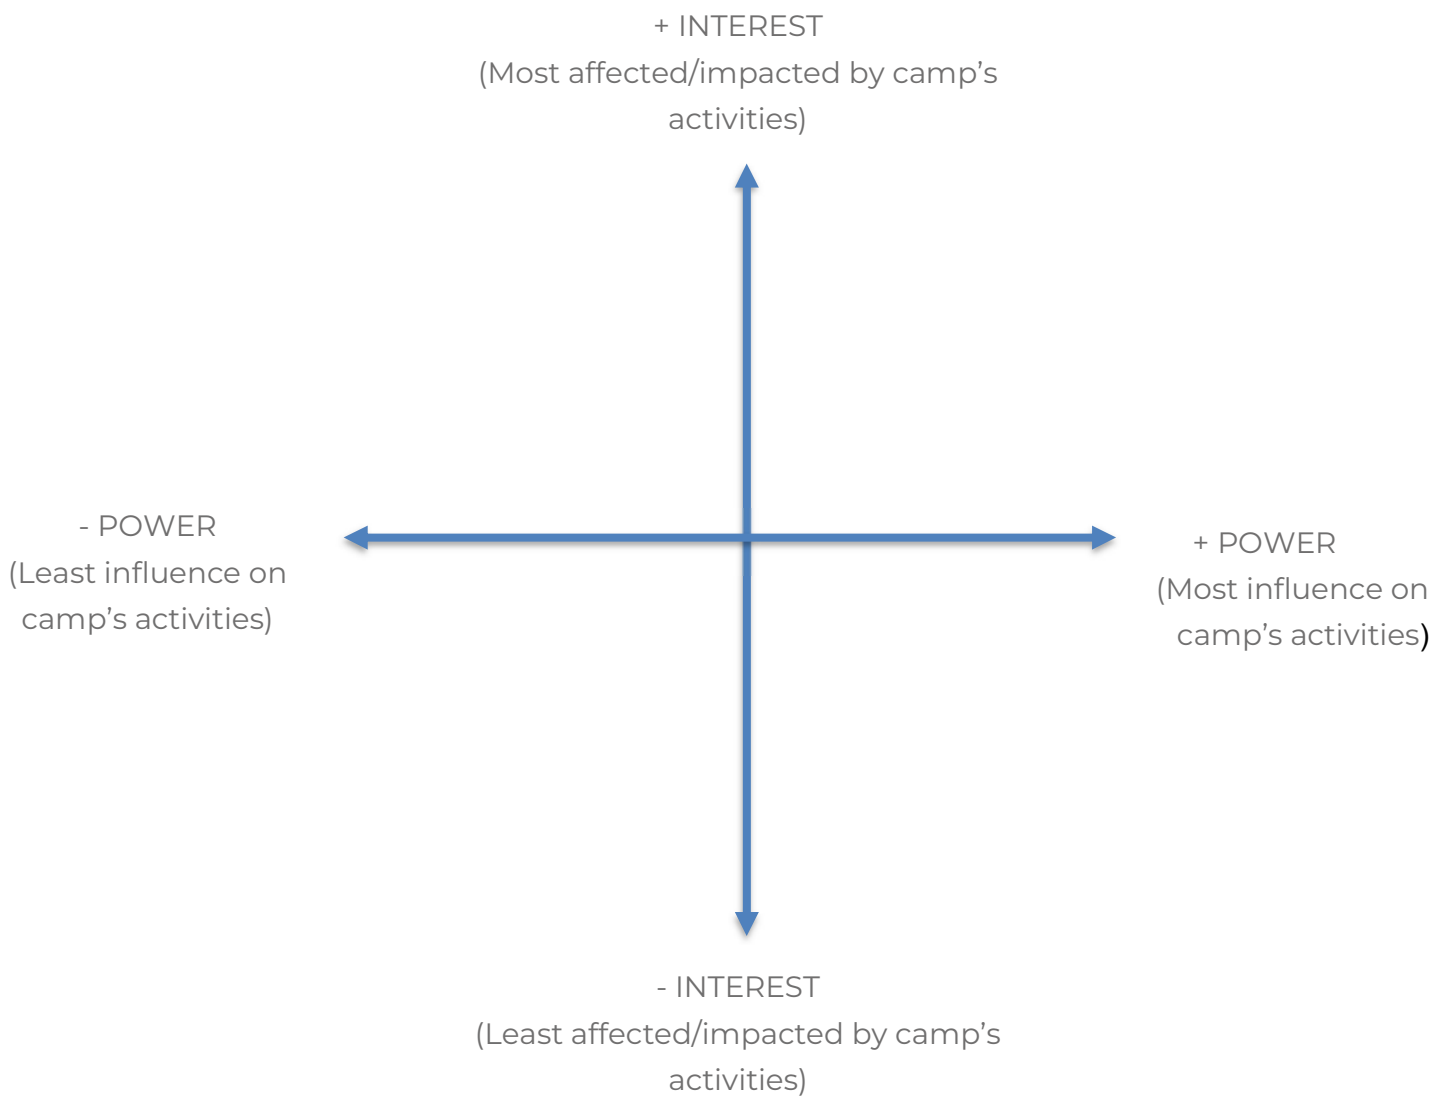 + INTEREST
(Most affected/impacted by camp’s
activities)
- POWER
(Least influence on
camp’s activities)
+ POWER
(Most influence on
camp’s activities)
- INTEREST
(Least affected/impacted by camp’s
activities)